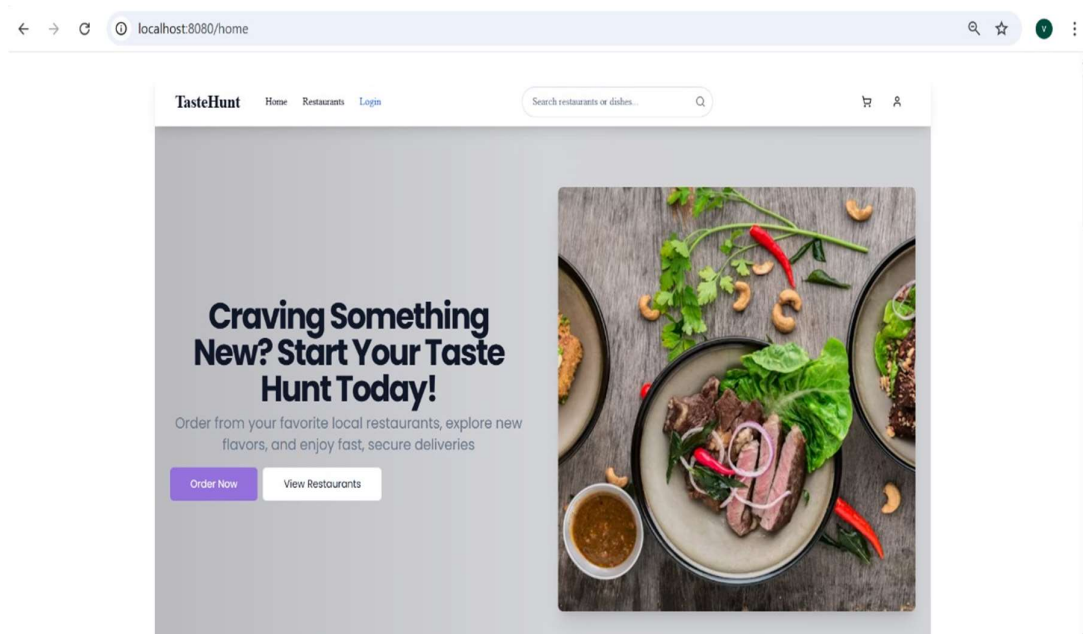 localhost:8080/home
V
TasteHunt Home Restaurants Login Search restaurants or dishes...
Craving Something
New? Start Your Taste
Hunt Today!
Order from your favorite local restaurants, explore new
flavors, and enjoy fast, secure deliveries
Order Now View Restaurants